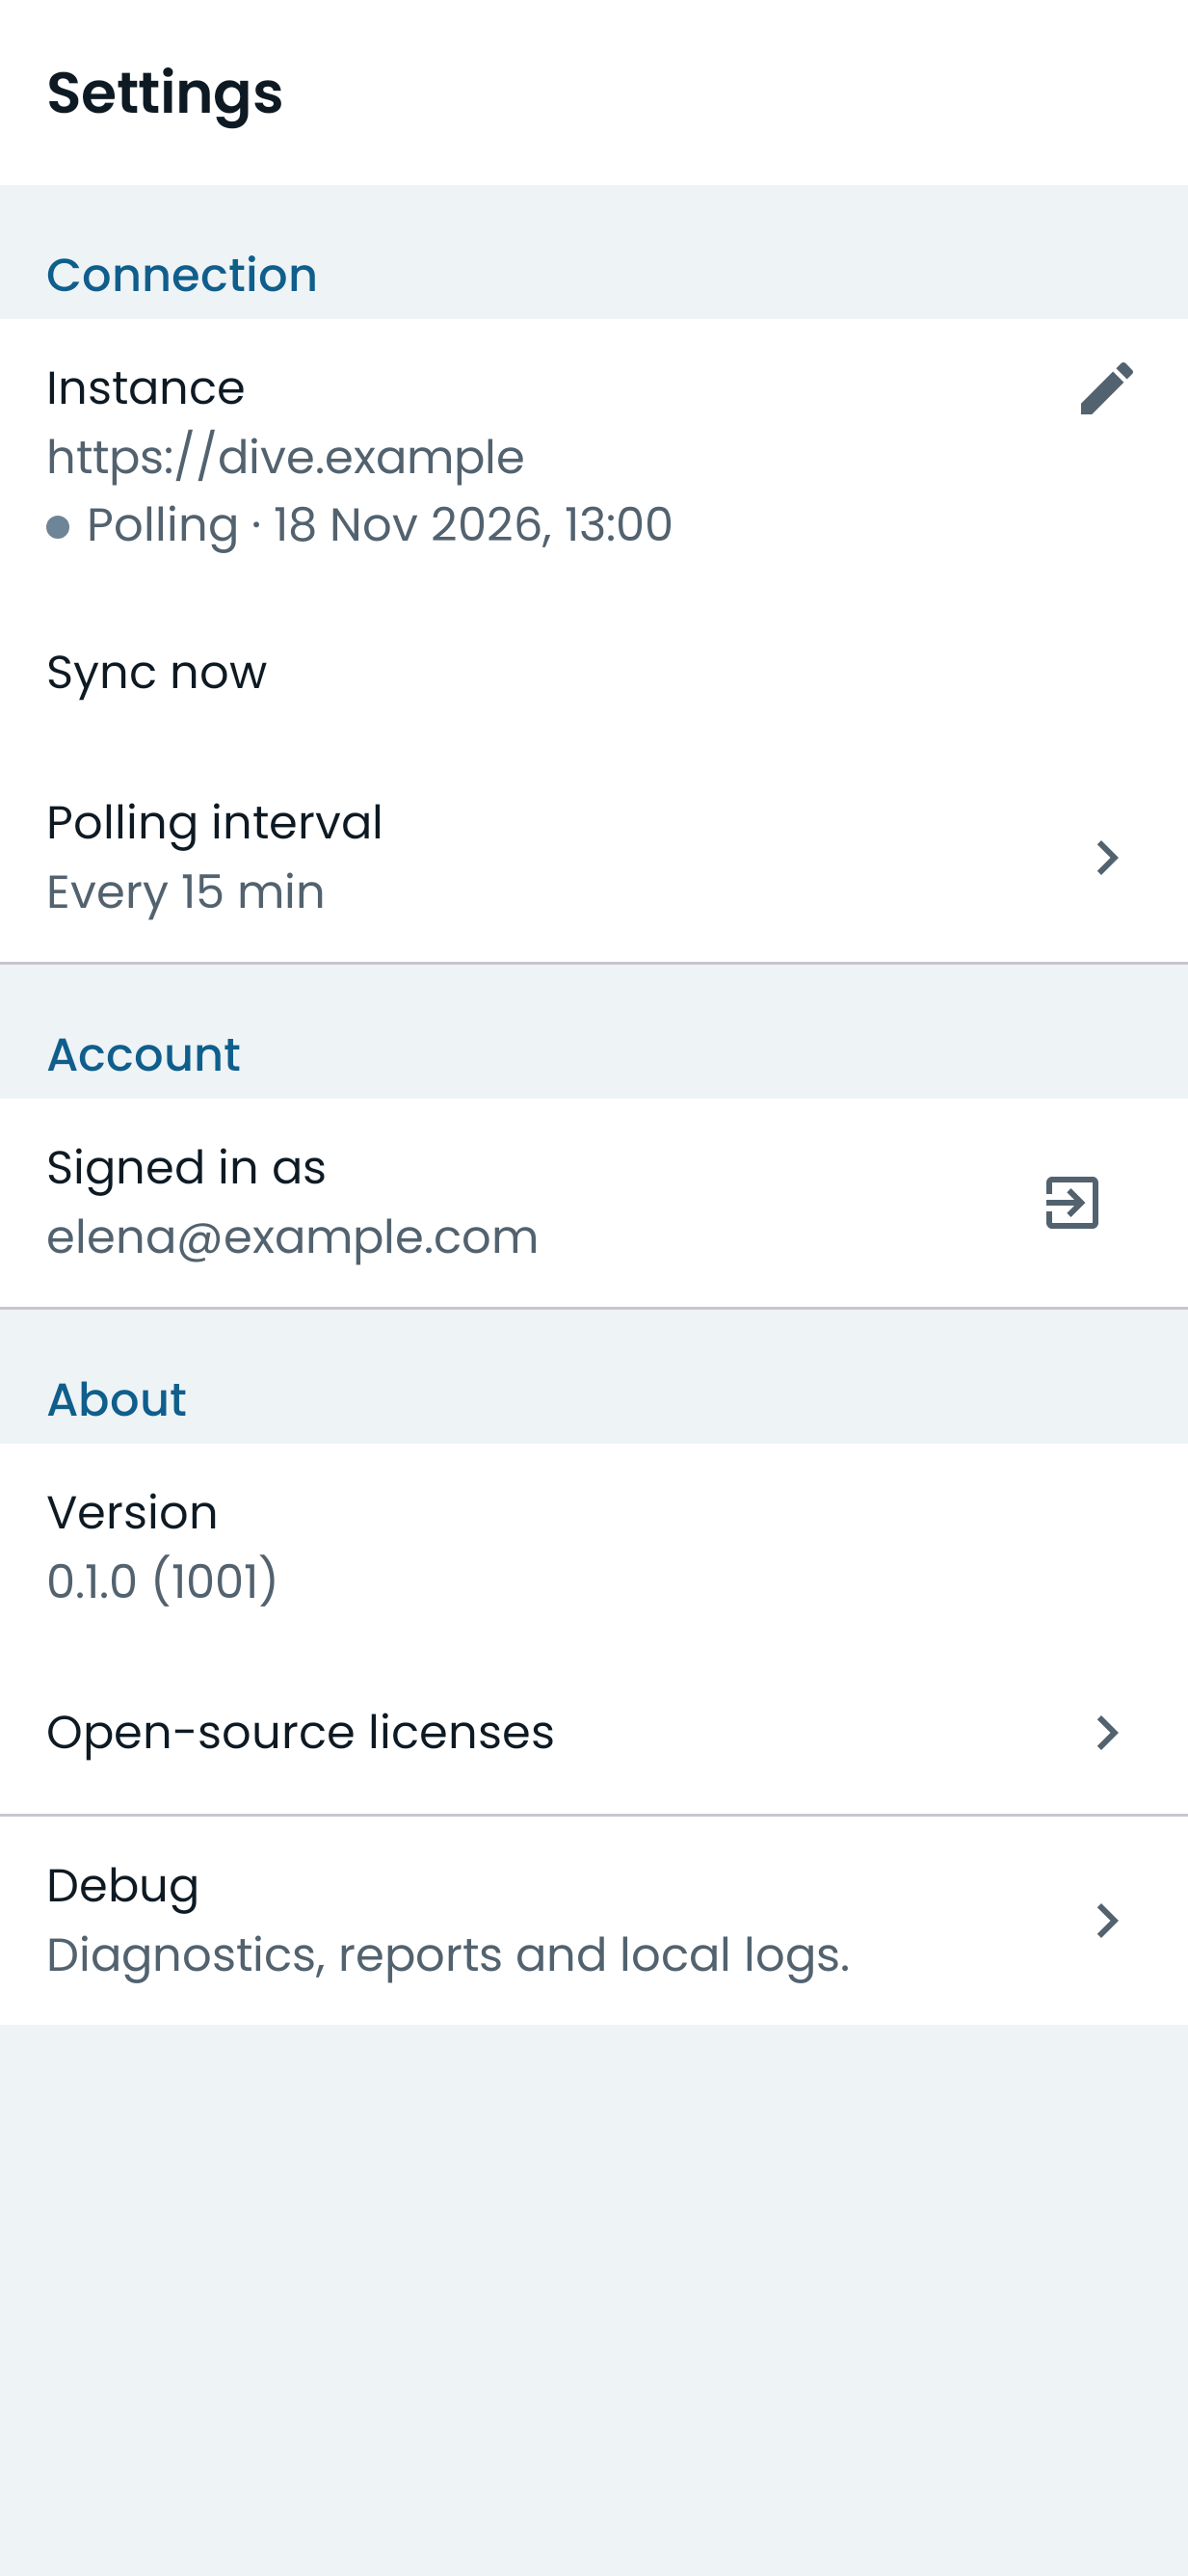 Settings
Connection
Instance
https://dive.example
Polling · 18 Nov 2026, 13:00
Sync now
Polling interval
Every 15 min
Account
Signed in as
elena@example.com
About
Version
0.1.0 (1001)
Open-source licenses
Debug
Diagnostics, reports and local logs.